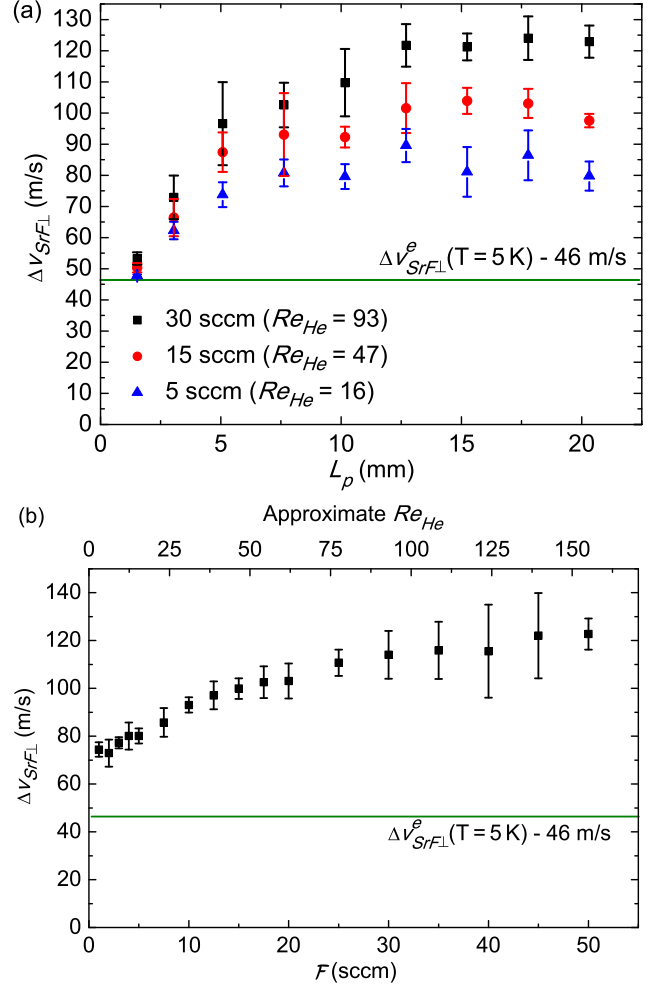 (a)
130
120
110
100
90
80
70
60
50
40
30
20
10
0
Δv_SrF⊥ (m/s)
Δv^e_SrF⊥(T = 5 K) - 46 m/s
30 sccm (Re_He = 93)
15 sccm (Re_He = 47)
5 sccm (Re_He = 16)
0 5 10 15 20
L_p (mm)
(b)
Approximate Re_He
0 25 50 75 100 125 150
140
120
100
80
60
40
20
0
Δv_SrF⊥ (m/s)
Δv^e_SrF⊥(T = 5 K) - 46 m/s
0 10 20 30 40 50
F (sccm)